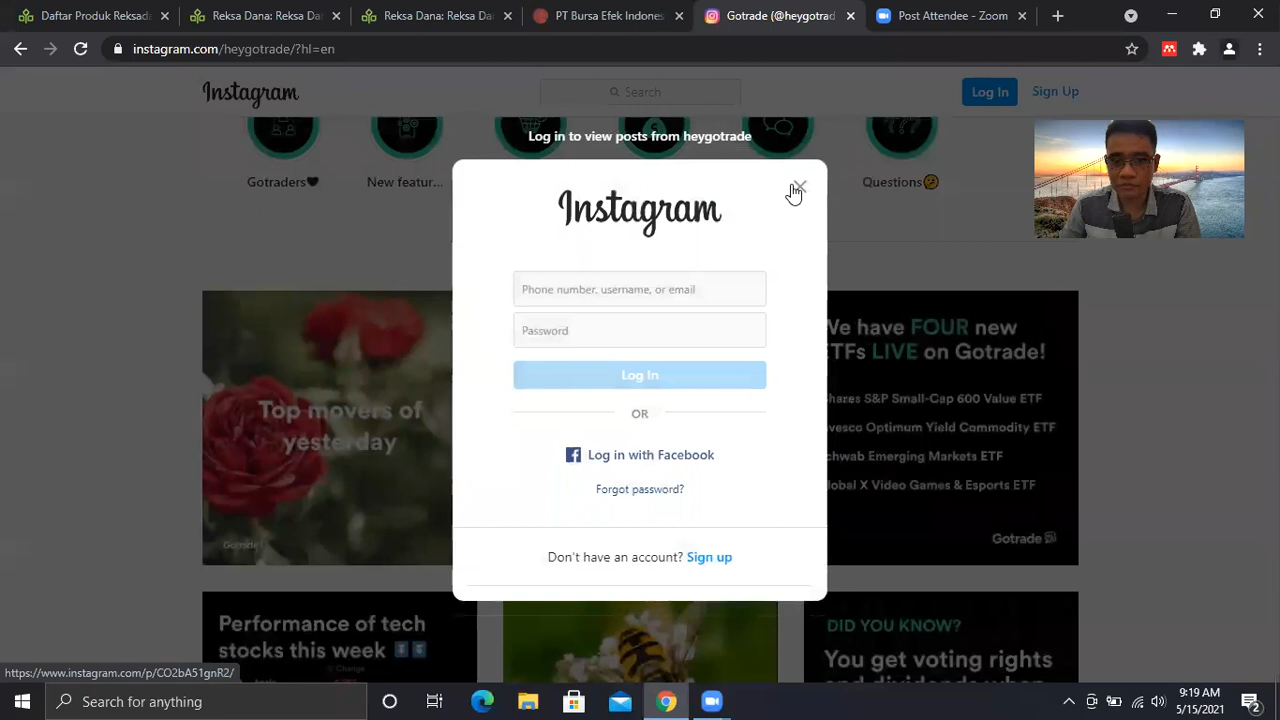 Daftar Produk Reksad
Reksa Dana: Reksa Da
Reksa Dana: Reksa Da
PT Bursa Efek Indones
Gotrade (@heygotrad
Post Attendee - Zoom
instagram.com/heygotrade/?hl=en
Instagram
Search
Log In
Sign Up
Log in to view posts from heygotrade
Gotraders🖤
New featur...
Questions🤔
Instagram
Phone number, username, or email
Password
Log In
OR
Log in with Facebook
Forgot password?
Don't have an account? Sign up
Top movers of
yesterday
Gotrade
We have FOUR new
ETFs LIVE on Gotrade!
Shares S&P Small-Cap 600 Value ETF
vesco Optimum Yield Commodity ETF
chwab Emerging Markets ETF
lobal X Video Games & Esports ETF
Gotrade
Performance of tech
stocks this week
Change
DID YOU KNOW?
You get voting rights
and dividends when
https://www.instagram.com/p/CO2bA51gnR2/
Search for anything
9:19 AM
5/15/2021
2